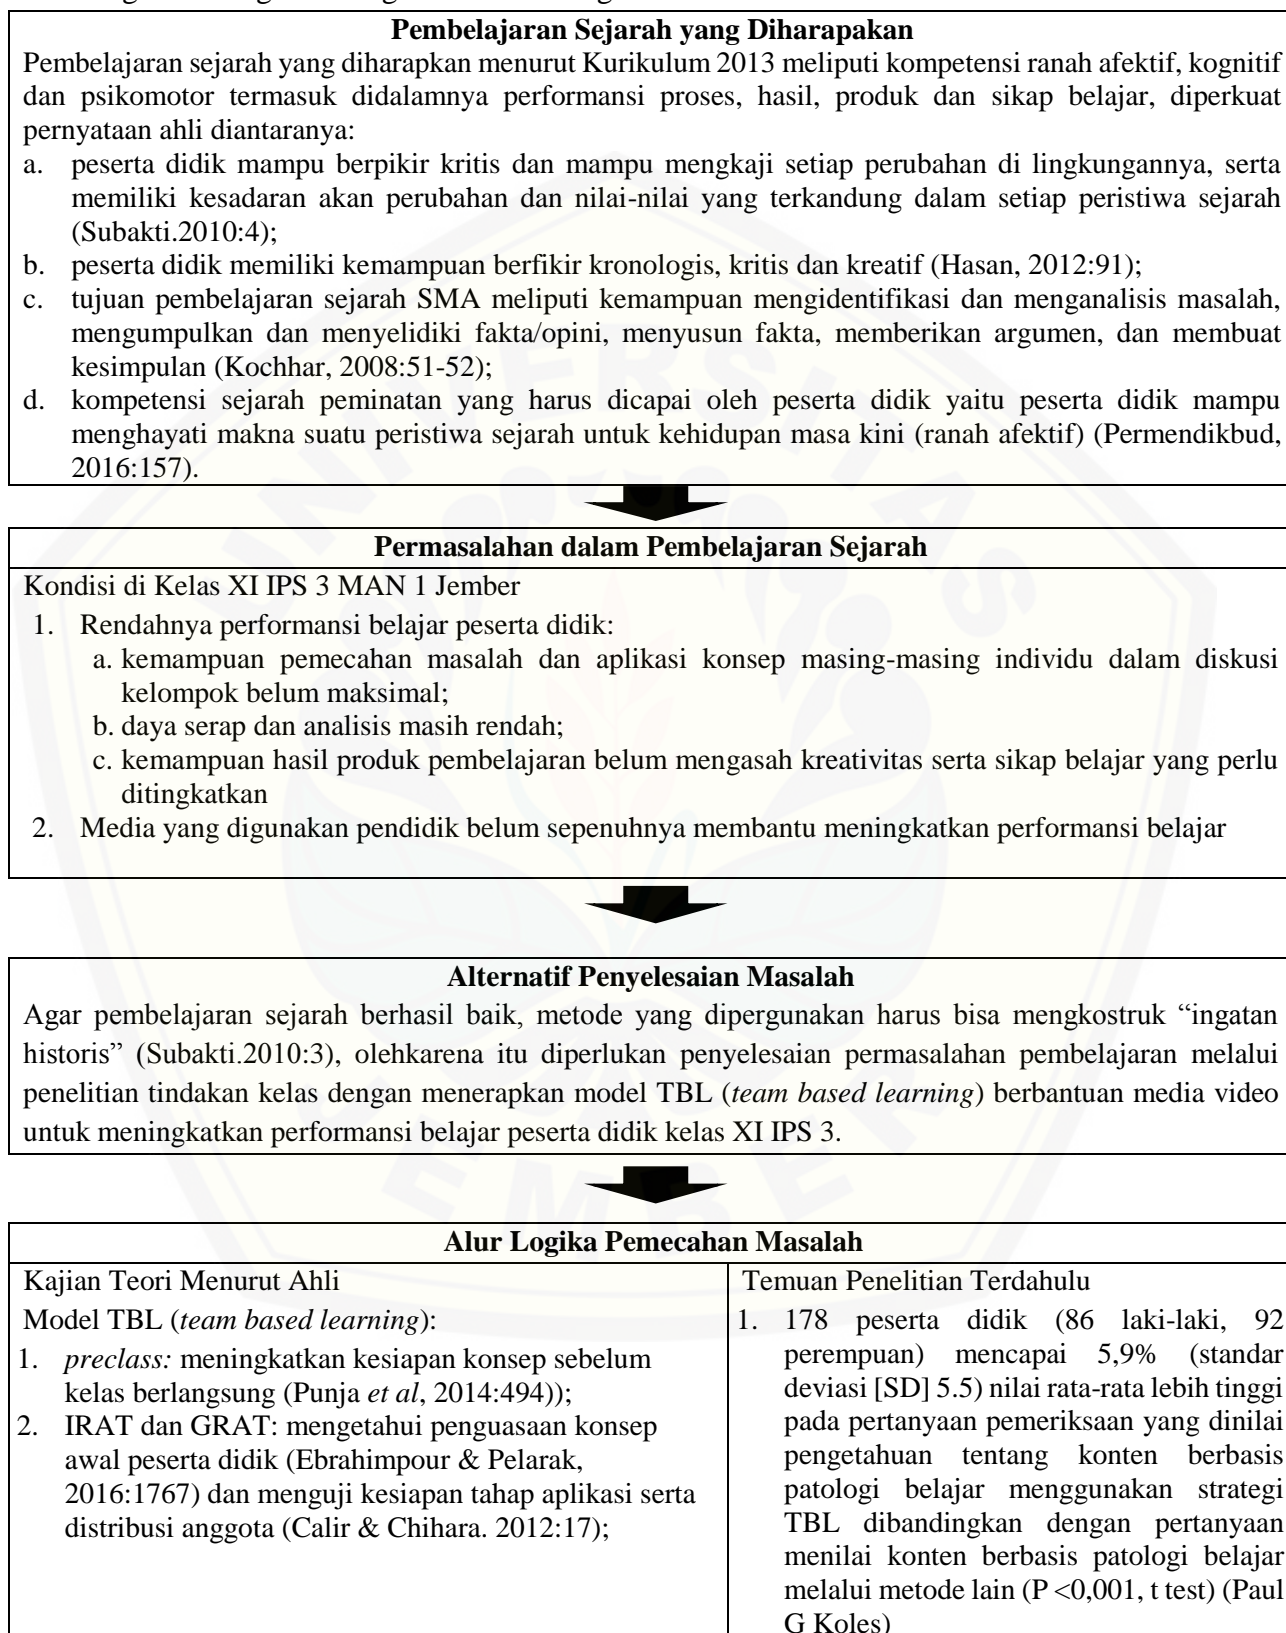 Pembelajaran Sejarah yang Diharapakan
Pembelajaran sejarah yang diharapkan menurut Kurikulum 2013 meliputi kompetensi ranah afektif, kognitif
dan psikomotor termasuk didalamnya performansi proses, hasil, produk dan sikap belajar, diperkuat
pernyataan ahli diantaranya:
a. peserta didik mampu berpikir kritis dan mampu mengkaji setiap perubahan di lingkungannya, serta
memiliki kesadaran akan perubahan dan nilai-nilai yang terkandung dalam setiap peristiwa sejarah
(Subakti.2010:4);
b. peserta didik memiliki kemampuan berfikir kronologis, kritis dan kreatif (Hasan, 2012:91);
c. tujuan pembelajaran sejarah SMA meliputi kemampuan mengidentifikasi dan menganalisis masalah,
mengumpulkan dan menyelidiki fakta/opini, menyusun fakta, memberikan argumen, dan membuat
kesimpulan (Kochhar, 2008:51-52);
d. kompetensi sejarah peminatan yang harus dicapai oleh peserta didik yaitu peserta didik mampu
menghayati makna suatu peristiwa sejarah untuk kehidupan masa kini (ranah afektif) (Permendikbud,
2016:157).
Permasalahan dalam Pembelajaran Sejarah
Kondisi di Kelas XI IPS 3 MAN 1 Jember
1. Rendahnya performansi belajar peserta didik:
a. kemampuan pemecahan masalah dan aplikasi konsep masing-masing individu dalam diskusi
kelompok belum maksimal;
b. daya serap dan analisis masih rendah;
c. kemampuan hasil produk pembelajaran belum mengasah kreativitas serta sikap belajar yang perlu
ditingkatkan
2. Media yang digunakan pendidik belum sepenuhnya membantu meningkatkan performansi belajar
Alternatif Penyelesaian Masalah
Agar pembelajaran sejarah berhasil baik, metode yang dipergunakan harus bisa mengkostruk “ingatan
historis” (Subakti.2010:3), olehkarena itu diperlukan penyelesaian permasalahan pembelajaran melalui
penelitian tindakan kelas dengan menerapkan model TBL (team based learning) berbantuan media video
untuk meningkatkan performansi belajar peserta didik kelas XI IPS 3.
Alur Logika Pemecahan Masalah
Kajian Teori Menurut Ahli
Model TBL (team based learning):
1. preclass: meningkatkan kesiapan konsep sebelum
kelas berlangsung (Punja et al, 2014:494));
2. IRAT dan GRAT: mengetahui penguasaan konsep
awal peserta didik (Ebrahimpour & Pelarak,
2016:1767) dan menguji kesiapan tahap aplikasi serta
distribusi anggota (Calir & Chihara. 2012:17);
Temuan Penelitian Terdahulu
1. 178 peserta didik (86 laki-laki, 92
perempuan) mencapai 5,9% (standar
deviasi [SD] 5.5) nilai rata-rata lebih tinggi
pada pertanyaan pemeriksaan yang dinilai
pengetahuan tentang konten berbasis
patologi belajar menggunakan strategi
TBL dibandingkan dengan pertanyaan
menilai konten berbasis patologi belajar
melalui metode lain (P <0,001, t test) (Paul
G Koles)
UNIVERSITAS
JEMBER